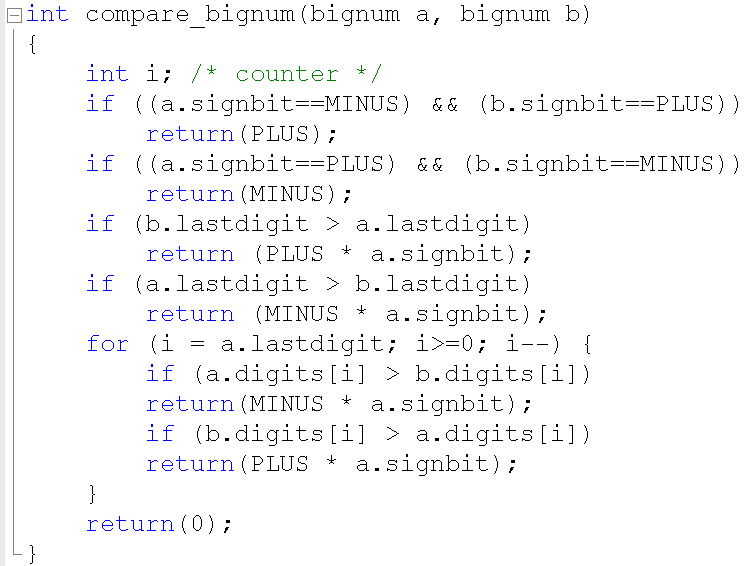 int compare_bignum(bignum a, bignum b)
{
    int i; /* counter */
    if ((a.signbit==MINUS) && (b.signbit==PLUS))
        return(PLUS);
    if ((a.signbit==PLUS) && (b.signbit==MINUS))
        return(MINUS);
    if (b.lastdigit > a.lastdigit)
        return (PLUS * a.signbit);
    if (a.lastdigit > b.lastdigit)
        return (MINUS * a.signbit);
    for (i = a.lastdigit; i>=0; i--) {
        if (a.digits[i] > b.digits[i])
        return(MINUS * a.signbit);
        if (b.digits[i] > a.digits[i])
        return(PLUS * a.signbit);
    }
    return(0);
}